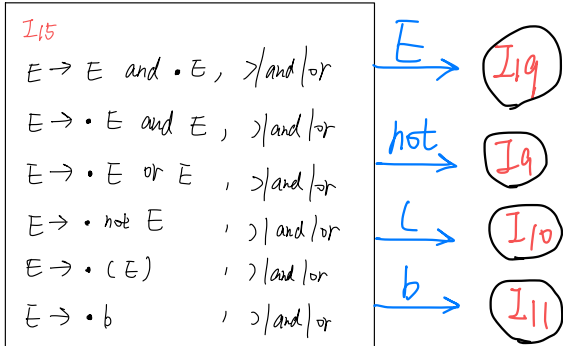 I15
E → E and · E, )/and/or
E → · E and E, )/and/or
E → · E or E, )/and/or
E → · not E, )/and/or
E → · (E), )/and/or
E → · b, )/and/or
E
I19
not
I9
(
I10
b
I11